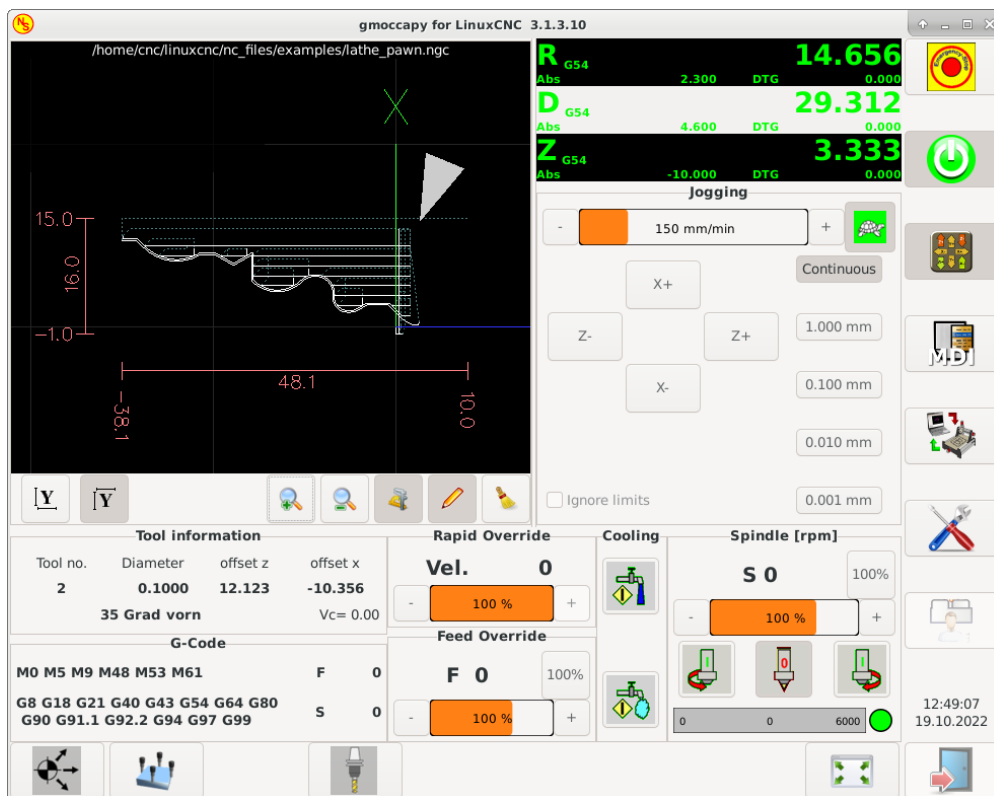 NS
gmoccapy for LinuxCNC 3.1.3.10
/home/cnc/linuxcnc/nc_files/examples/lathe_pawn.ngc
X
15.0
16.0
-1.0
48.1
-38.1
10.0
R G54 14.656
Abs 2.300 DTG 0.000
D G54 29.312
Abs 4.600 DTG 0.000
Z G54 3.333
Abs -10.000 DTG 0.000
Emergency Stop
Jogging
- 150 mm/min +
Continuous
X+
Z- Z+
X-
1.000 mm
0.100 mm
0.010 mm
Ignore limits 0.001 mm
MDI
Y Y
Tool information
Tool no. Diameter offset z offset x
2 0.1000 12.123 -10.356
35 Grad vorn Vc= 0.00
G-Code
M0 M5 M9 M48 M53 M61 F 0
G8 G18 G21 G40 G43 G54 G64 G80
G90 G91.1 G92.2 G94 G97 G99
S 0
Rapid Override
Vel. 0
- 100 % +
Feed Override
F 0 100%
- 100 % +
Cooling
I
I
Spindle [rpm]
S 0 100%
- 100 % +
I 0 I
0 0 6000
12:49:07
19.10.2022